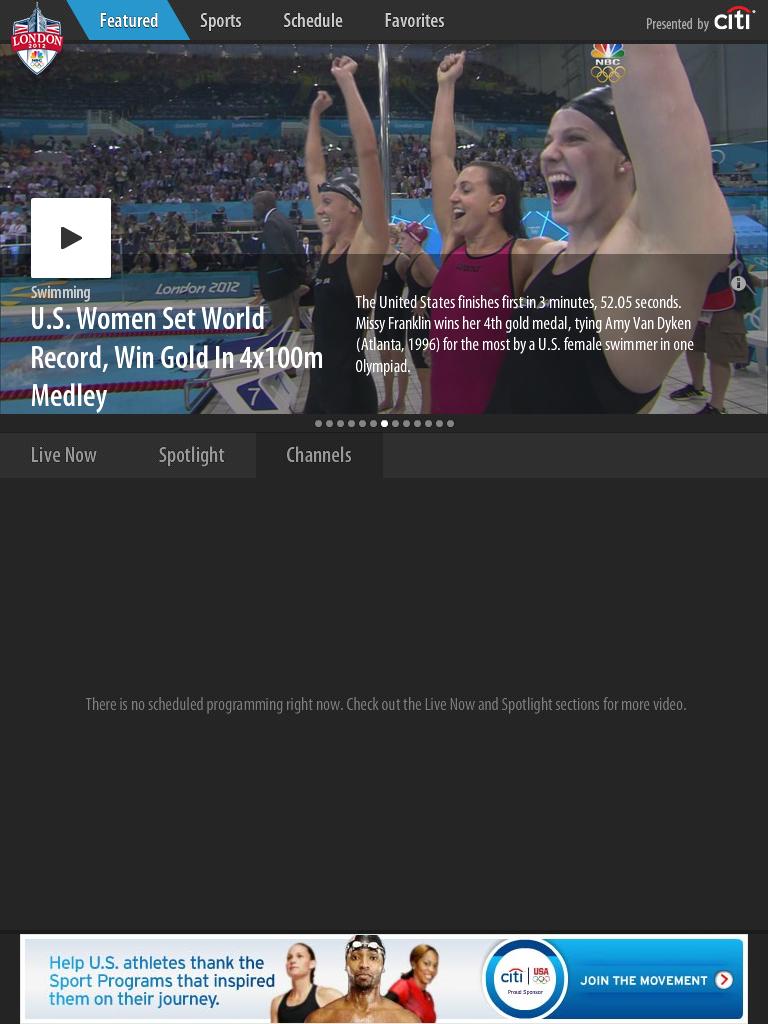 Featured
Sports
Schedule
Favorites
Presented by citi
LONDON
2012
NBC
NBC
London 2012
7
Swimming
U.S. Women Set World
Record, Win Gold In 4x100m
Medley
The United States finishes first in 3 minutes, 52.05 seconds.
Missy Franklin wins her 4th gold medal, tying Amy Van Dyken
(Atlanta, 1996) for the most by a U.S. female swimmer in one
Olympiad.
Live Now
Spotlight
Channels
There is no scheduled programming right now. Check out the Live Now and Spotlight sections for more video.
Help U.S. athletes thank the
Sport Programs that inspired
them on their journey.
citi USA
Proud Sponsor
JOIN THE MOVEMENT